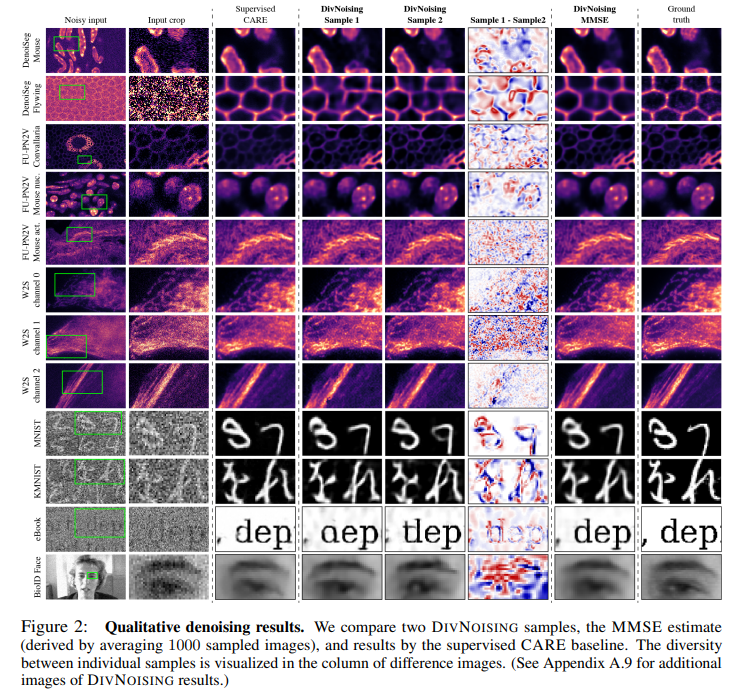 Noisy input
Input crop
Supervised
CARE
DivNoising
Sample 1
DivNoising
Sample 2
Sample 1 - Sample2
DivNoising
MMSE
Ground
truth
DenoiSeg
Mouse
DenoiSeg
Flywing
FU-PN2V
Convallaria
FU-PN2V
Mouse nuc.
FU-PN2V
Mouse act.
W2S
channel 0
W2S
channel 1
W2S
channel 2
MNIST
KMNIST
eBook
, dep
, dep
, dep
BioID Face
Figure 2: Qualitative denoising results. We compare two DIVNOISING samples, the MMSE estimate
(derived by averaging 1000 sampled images), and results by the supervised CARE baseline. The diversity
between individual samples is visualized in the column of difference images. (See Appendix A.9 for additional
images of DIVNOISING results.)